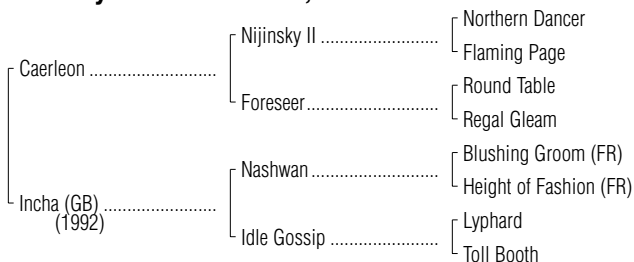 Northern Dancer
Nijinsky II ........................
Flaming Page
Caerleon ..........................
Round Table
Foreseer ...........................
Regal Gleam
Blushing Groom (FR)
Nashwan ..........................
Height of Fashion (FR)
Incha (GB) .......................
(1992)
Lyphard
Idle Gossip ......................
Toll Booth